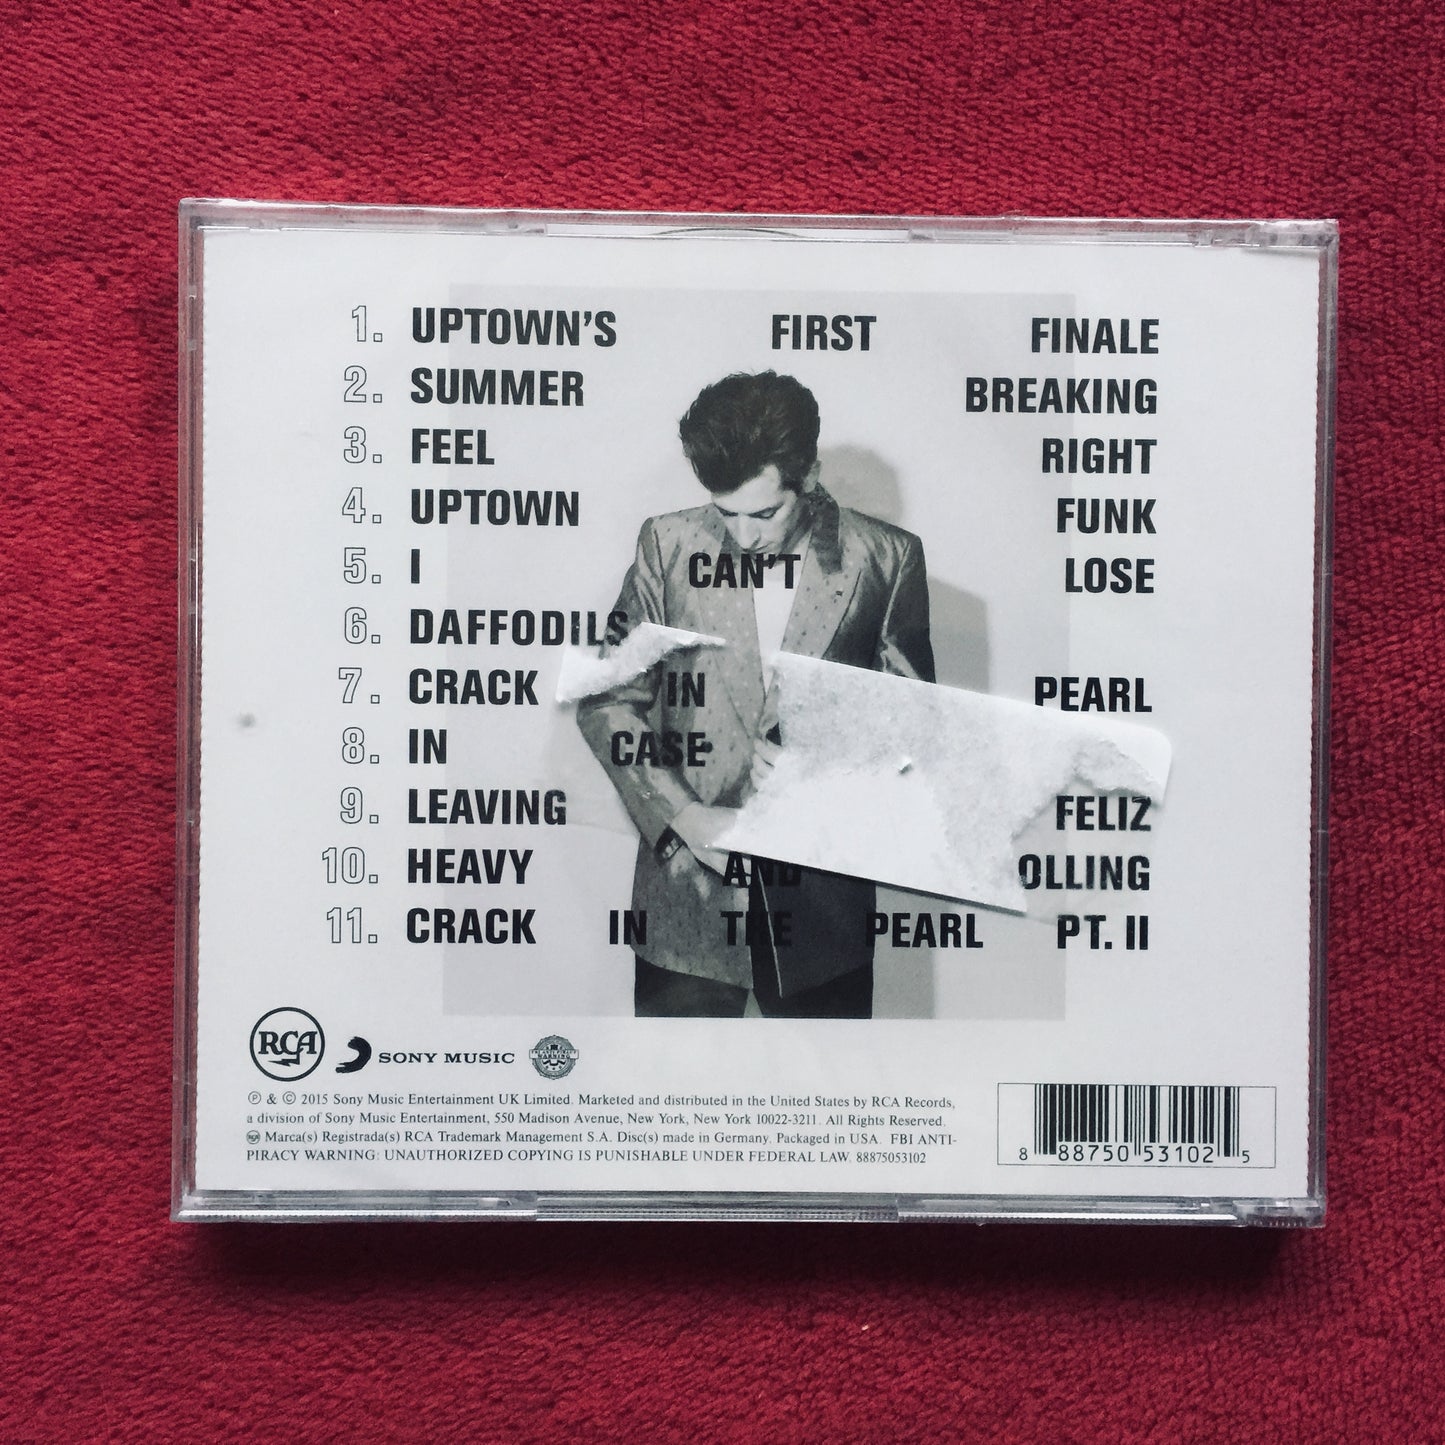 1. UPTOWN'S FIRST FINALE
2. SUMMER BREAKING
3. FEEL RIGHT
4. UPTOWN FUNK
5. I CAN'T LOSE
6. DAFFODILS
7. CRACK IN PEARL
8. IN CASE
9. LEAVING FELIZ
10. HEAVY AND OLLING
11. CRACK IN THE PEARL PT. II
RCA SONY MUSIC
Ⓟ & © 2015 Sony Music Entertainment UK Limited. Marketed and distributed in the United States by RCA Records,
a division of Sony Music Entertainment, 550 Madison Avenue, New York, New York 10022-3211. All Rights Reserved.
Marca(s) Registrada(s) RCA Trademark Management S.A. Disc(s) made in Germany. Packaged in USA. FBI ANTI-
PIRACY WARNING: UNAUTHORIZED COPYING IS PUNISHABLE UNDER FEDERAL LAW. 88875053102
8 88750 53102 5